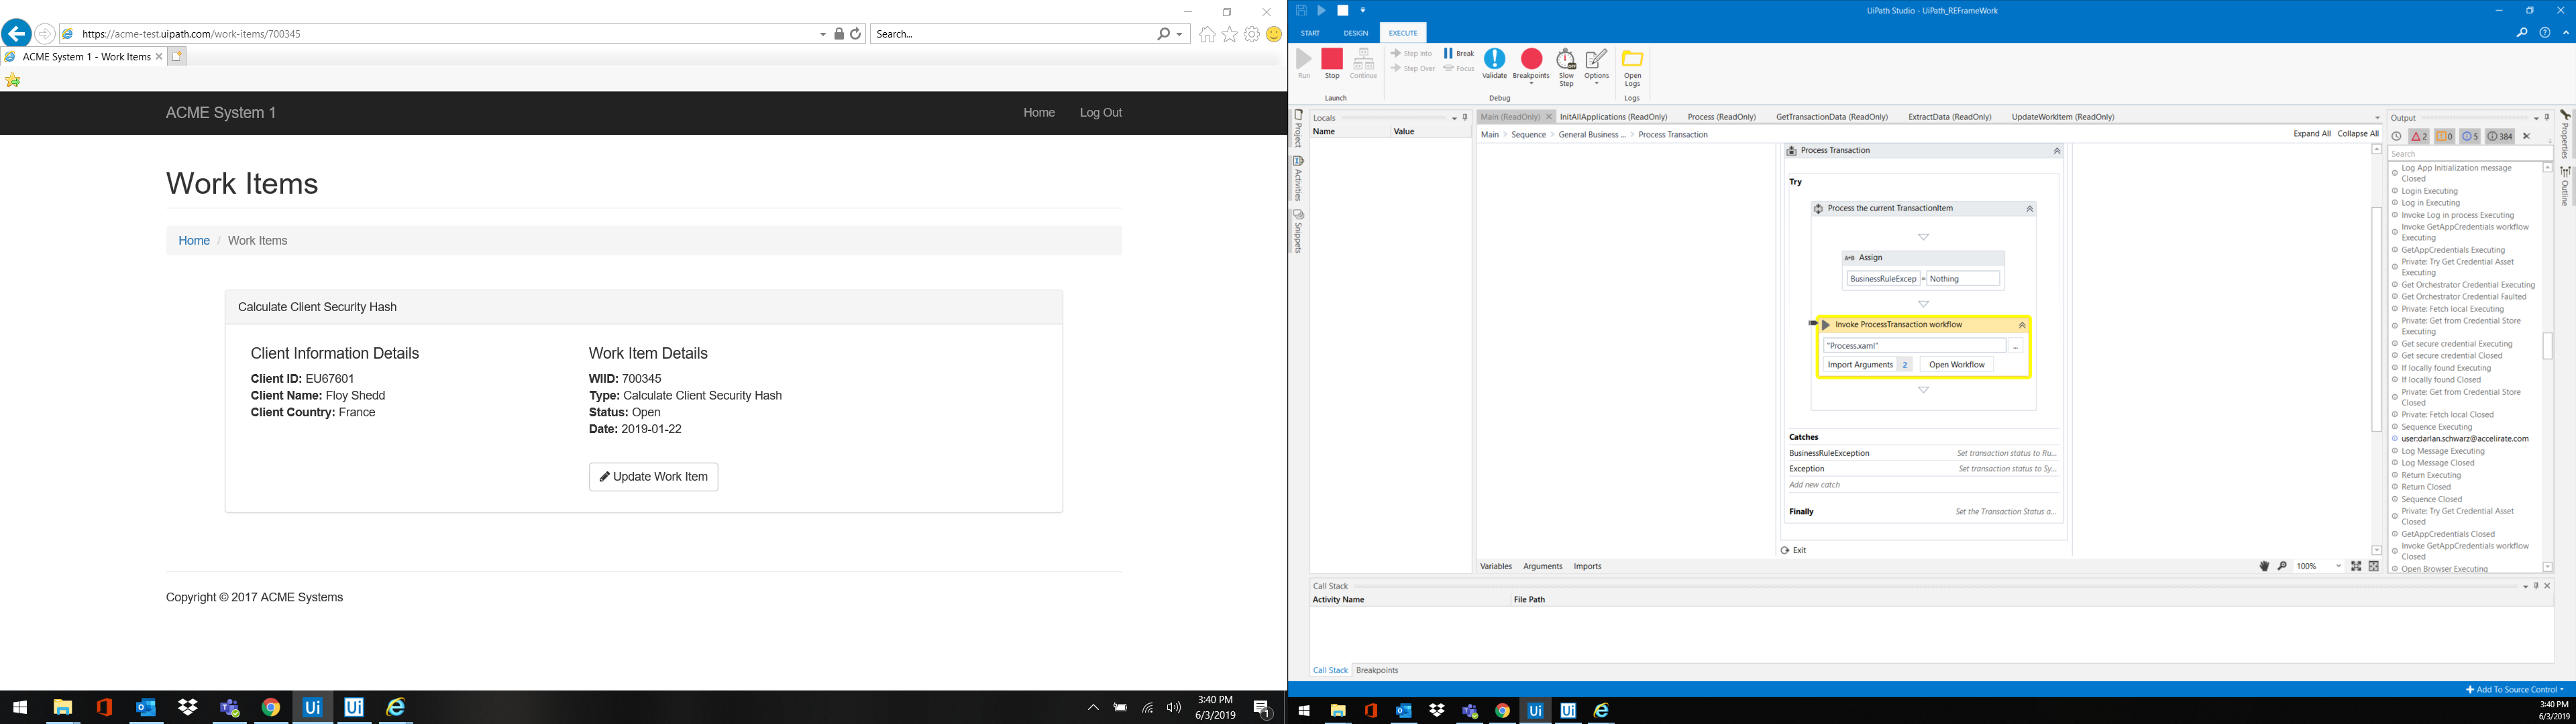 https://acme-test.uipath.com/work-items/700345
Search...
ACME System 1 - Work Items
ACME System 1
Home
Log Out
Work Items
Home / Work Items
Calculate Client Security Hash
Client Information Details
Client ID: EU67601
Client Name: Floy Shedd
Client Country: France
Work Item Details
WIID: 700345
Type: Calculate Client Security Hash
Status: Open
Date: 2019-01-22
Update Work Item
Copyright © 2017 ACME Systems
3:40 PM
6/3/2019
1
UiPath Studio - UiPath_REFrameWork
START
DESIGN
EXECUTE
Run
Stop
Continue
Launch
Step Into
Step Over
Break
Focus
Validate
Breakpoints
Slow
Step
Options
Debug
Open
Logs
Logs
Project
Activities
Snippets
Locals
Name
Value
Main (ReadOnly)
InitAllApplications (ReadOnly)
Process (ReadOnly)
GetTransactionData (ReadOnly)
ExtractData (ReadOnly)
UpdateWorkItem (ReadOnly)
Main > Sequence > General Business ... > Process Transaction
Expand All
Collapse All
Process Transaction
Try
Process the current TransactionItem
A+B Assign
BusinessRuleExcep = Nothing
Invoke ProcessTransaction workflow
"Process.xaml"
...
Import Arguments 2
Open Workflow
Catches
BusinessRuleException
Set transaction status to Ru...
Exception
Set transaction status to Sy...
Add new catch
Finally
Set the Transaction Status a...
Exit
Variables
Arguments
Imports
100%
Output
2
0
5
384
Search
Log App Initialization message
Closed
Login Executing
Log in Executing
Invoke Log in process Executing
Invoke GetAppCredentials workflow
Executing
GetAppCredentials Executing
Private: Try Get Credential Asset
Executing
Get Orchestrator Credential Executing
Get Orchestrator Credential Faulted
Private: Fetch local Executing
Private: Get from Credential Store
Executing
Get secure credential Executing
Get secure credential Closed
If locally found Executing
If locally found Closed
Private: Get from Credential Store
Closed
Private: Fetch local Closed
Sequence Executing
user:darlan.schwarz@accelirate.com
Log Message Executing
Log Message Closed
Return Executing
Return Closed
Sequence Closed
Private: Try Get Credential Asset
Closed
GetAppCredentials Closed
Invoke GetAppCredentials workflow
Closed
Open Browser Executing
Properties
Outline
Call Stack
Activity Name
File Path
Call Stack
Breakpoints
Add To Source Control
3:40 PM
6/3/2019